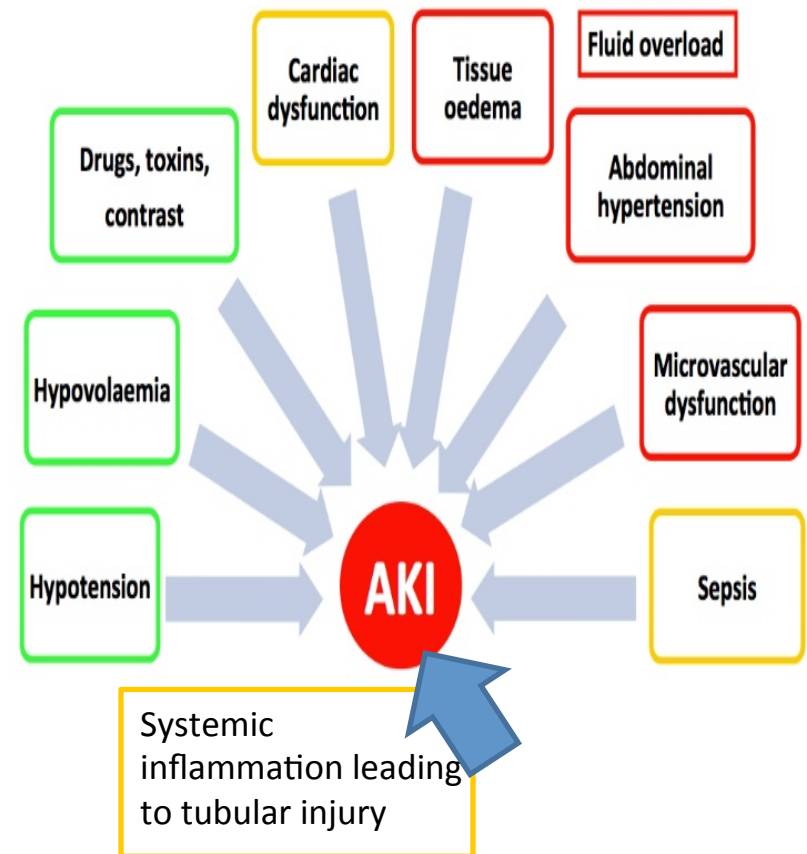 Fluid overload
Cardiac
dysfunction
Tissue
oedema
Drugs, toxins,
contrast
Abdominal
hypertension
Hypovolaemia
Microvascular
dysfunction
Hypotension
AKI
Sepsis
Systemic
inflammation leading
to tubular injury